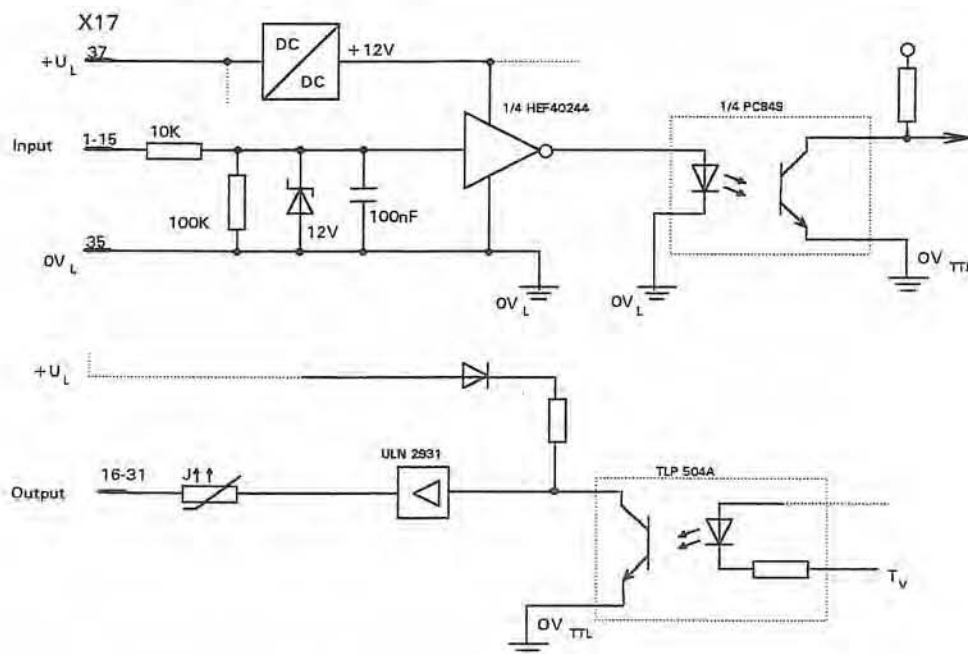 X17
+U L 37
DC
DC
+12V
1/4 HEF40244
1/4 PC849
Input 1-15 10K
100K
12V
100nF
0V L 35
0V L
0V L
0V TTL
+U L
ULN 2931
TLP 504A
Output 16-31 J↑↑
T V
0V TTL